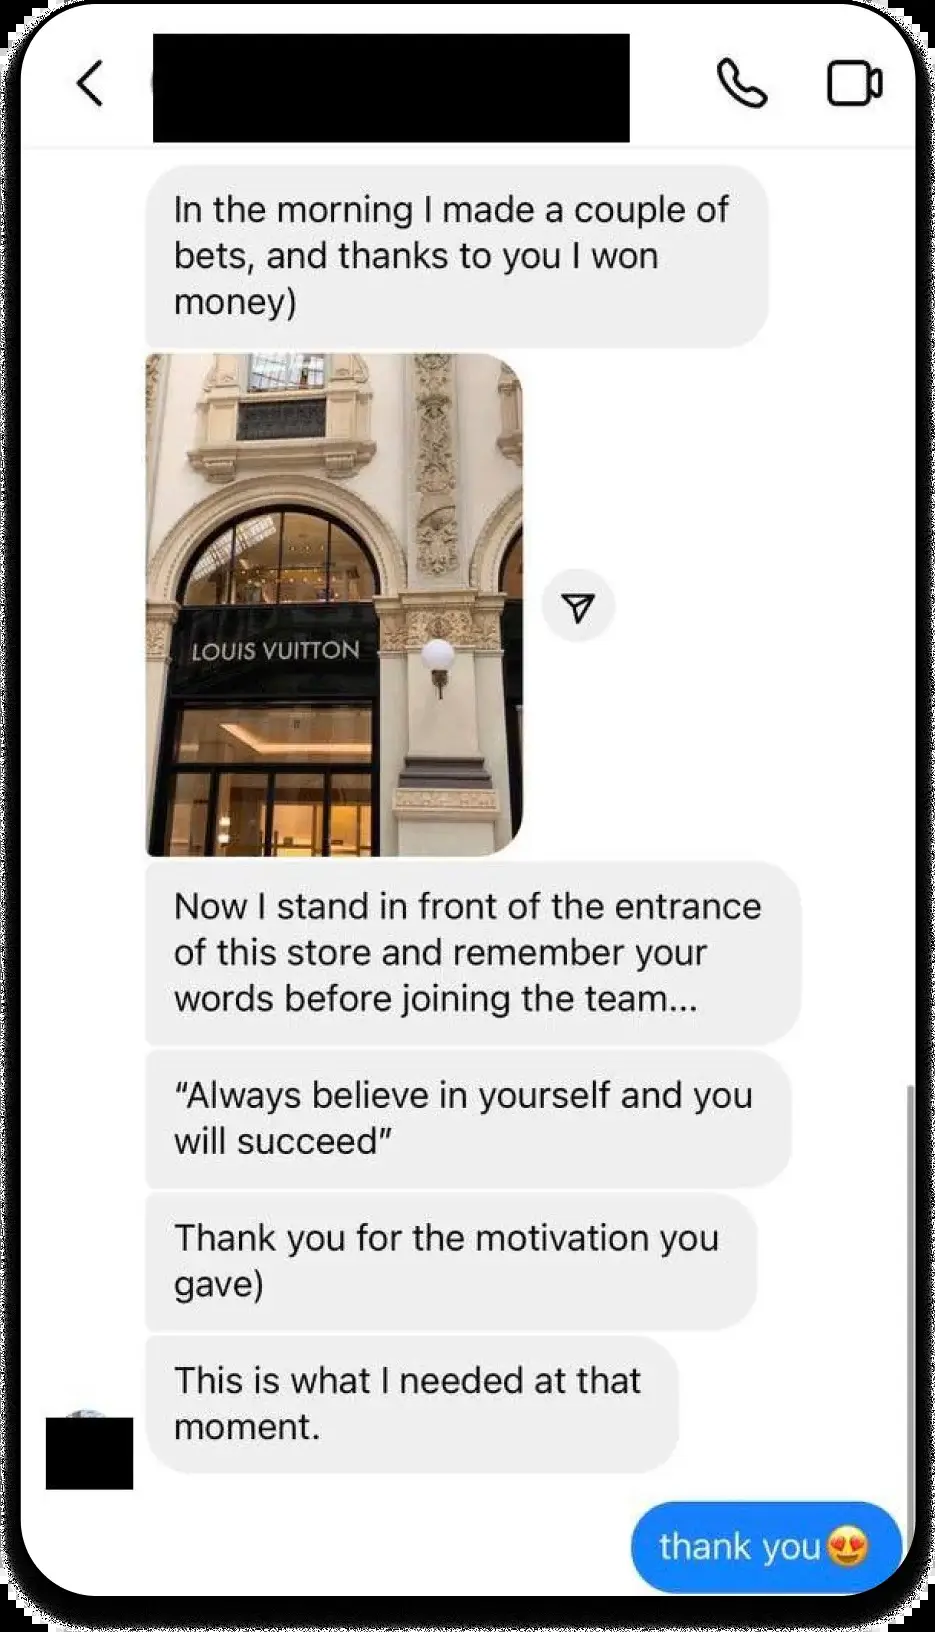 In the morning I made a couple of
bets, and thanks to you I won
money)
LOUIS VUITTON
Now I stand in front of the entrance
of this store and remember your
words before joining the team...
“Always believe in yourself and you
will succeed”
Thank you for the motivation you
gave)
This is what I needed at that
moment.
thank you😍